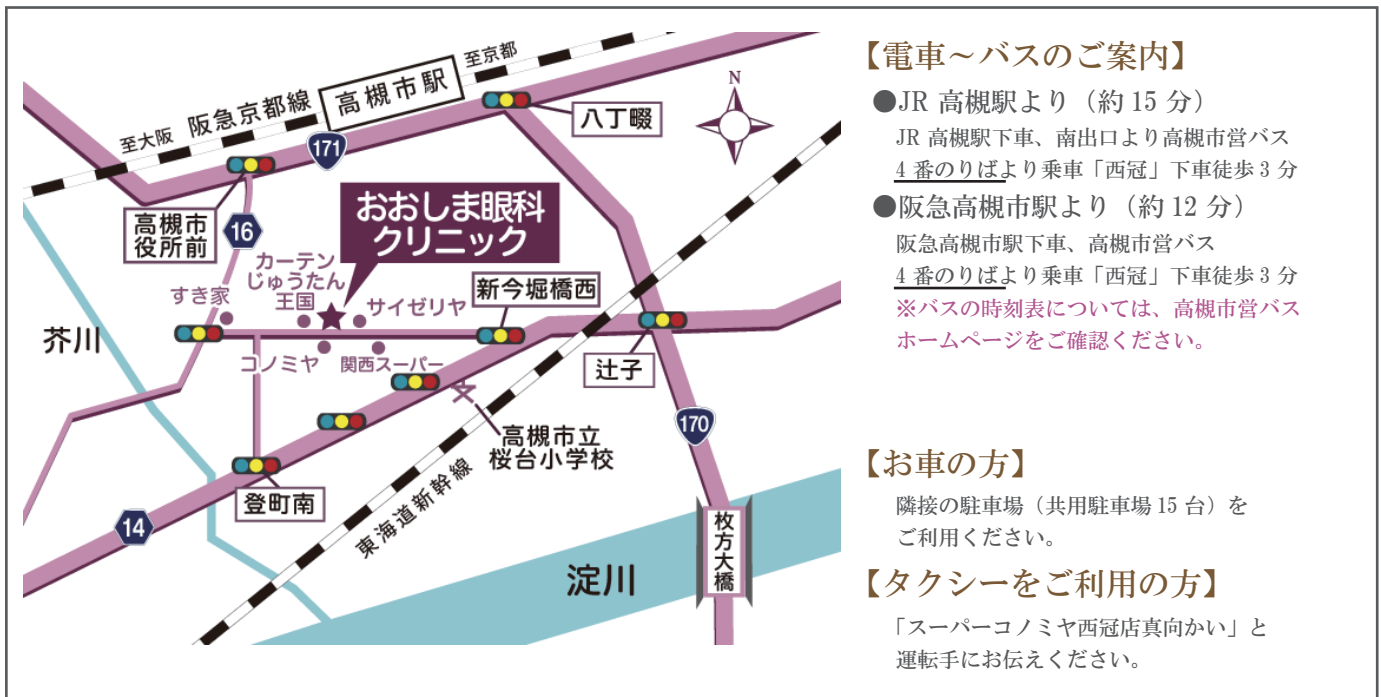 至京都
高槻市駅
阪急京都線
至大阪
八丁畷
N
171
高槻市
役所前
16
おおしま眼科
クリニック
カーテン
じゅうたん
王国
すき家
サイゼリヤ
新今堀橋西
芥川
コノミヤ
関西スーパー
辻子
170
高槻市立
桜台小学校
登町南
14
東海道新幹線
枚方大橋
淀川
【電車~バスのご案内】
●JR 高槻駅より(約 15 分)
JR 高槻駅下車、南出口より高槻市営バス
4 番のりばより乗車「西冠」下車徒歩 3 分
●阪急高槻市駅より(約 12 分)
阪急高槻市駅下車、高槻市営バス
4 番のりばより乗車「西冠」下車徒歩 3 分
※バスの時刻表については、高槻市営バス
ホームページをご確認ください。
【お車の方】
隣接の駐車場(共用駐車場 15 台)を
ご利用ください。
【タクシーをご利用の方】
「スーパーコノミヤ西冠店真向かい」と
運転手にお伝えください。